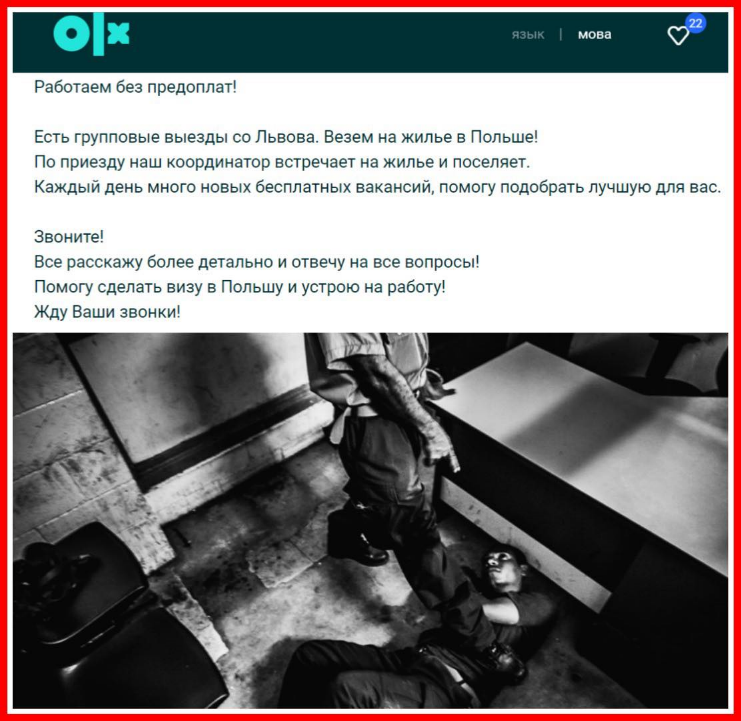 olx
язык | мова
22
Работаем без предоплат!
Есть групповые выезды со Львова. Везем на жилье в Польше!
По приезду наш координатор встречает на жилье и поселяет.
Каждый день много новых бесплатных вакансий, помогу подобрать лучшую для вас.
Звоните!
Все расскажу более детально и отвечу на все вопросы!
Помогу сделать визу в Польшу и устрою на работу!
Жду Ваши звонки!